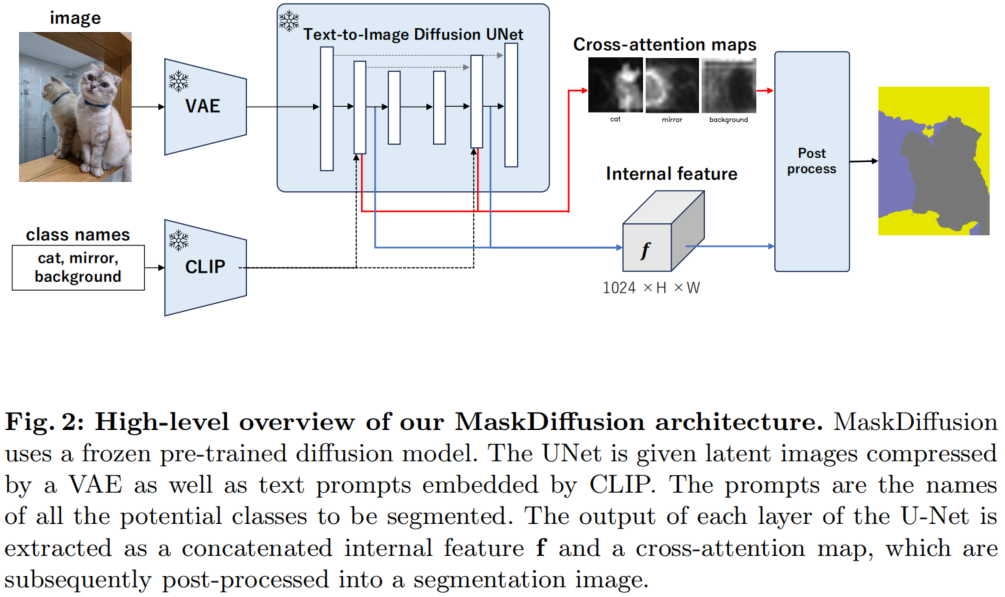 image
Text-to-Image Diffusion UNet
VAE
Cross-attention maps
cat mirror background
Post
process
Internal feature
f
1024 × H × W
class names
cat, mirror,
background
CLIP
Fig. 2: High-level overview of our MaskDiffusion architecture. MaskDiffusion
uses a frozen pre-trained diffusion model. The UNet is given latent images compressed
by a VAE as well as text prompts embedded by CLIP. The prompts are the names
of all the potential classes to be segmented. The output of each layer of the U-Net is
extracted as a concatenated internal feature f and a cross-attention map, which are
subsequently post-processed into a segmentation image.